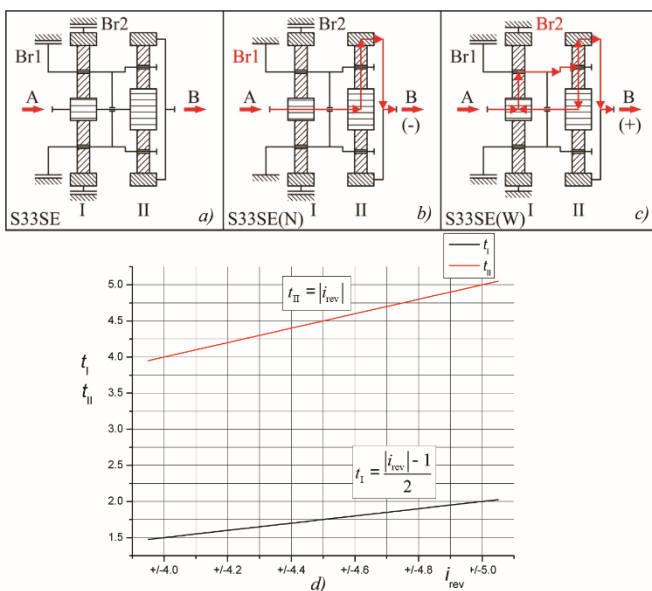 Br2
Br1
A
B
I
II
S33SE
a)
Br2
Br1
A
B
(-)
I
II
S33SE(N)
b)
Br2
Br1
A
B
(+)
I
II
S33SE(W)
c)
t_I
t_II
5.0
4.5
4.0
3.5
3.0
2.5
2.0
1.5
t_I
t_II
t_II = |i_rev|
t_I = (|i_rev| - 1) / 2
+/-4.0
+/-4.2
+/-4.4
+/-4.6
+/-4.8
+/-5.0
d)
i_rev